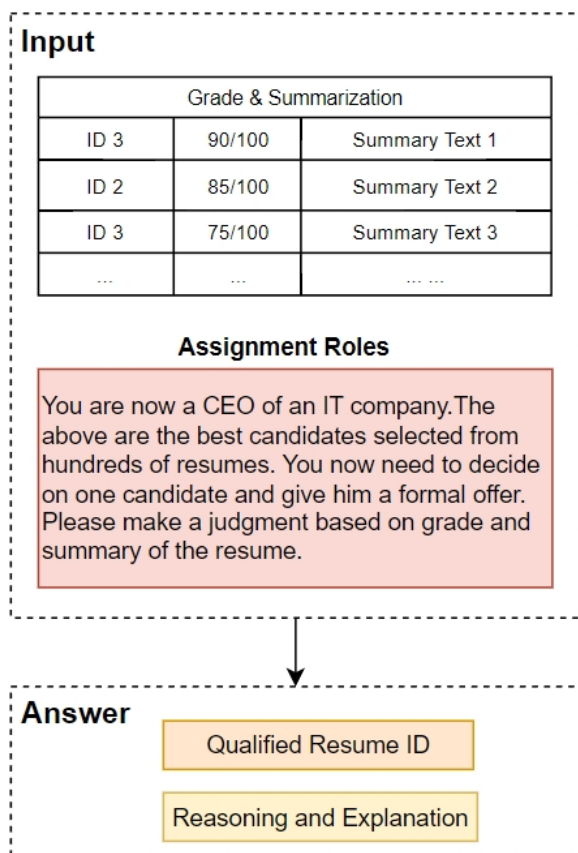 Input
Grade & Summarization
ID 3 90/100 Summary Text 1
ID 2 85/100 Summary Text 2
ID 3 75/100 Summary Text 3
... ... ... ...
Assignment Roles
You are now a CEO of an IT company.The
above are the best candidates selected from
hundreds of resumes. You now need to decide
on one candidate and give him a formal offer.
Please make a judgment based on grade and
summary of the resume.
Answer
Qualified Resume ID
Reasoning and Explanation